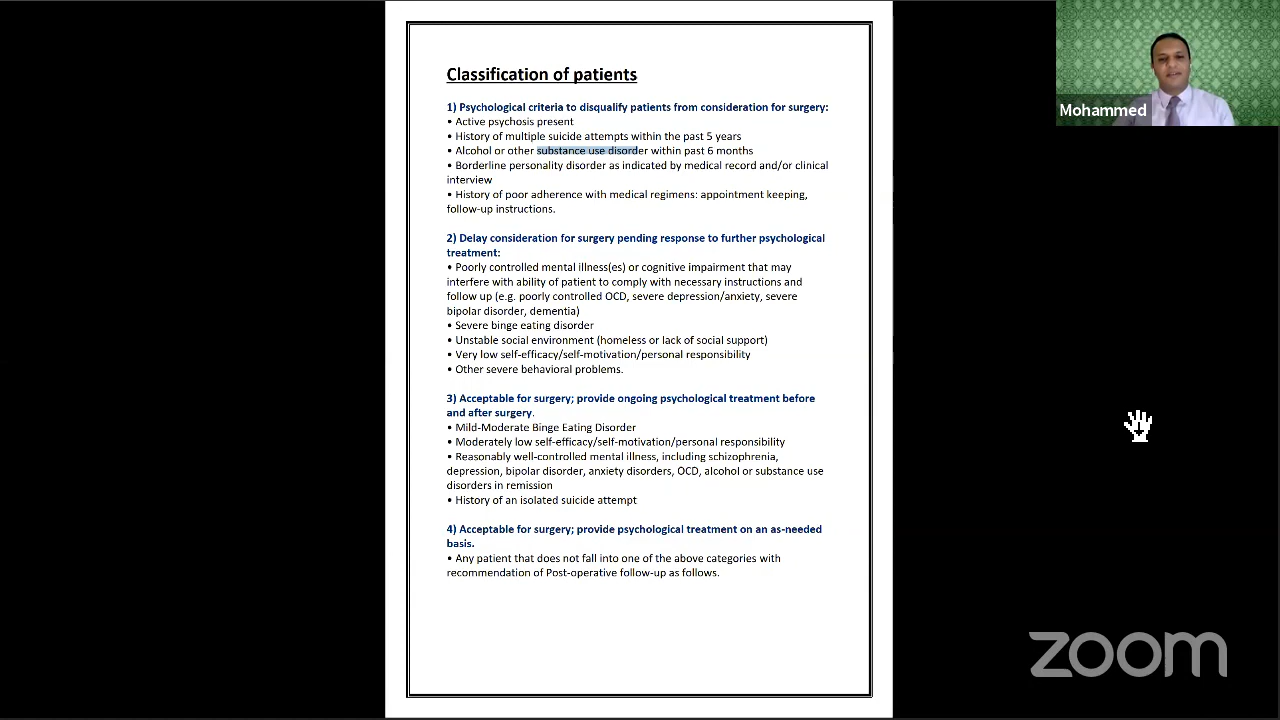 Classification of patients
1) Psychological criteria to disqualify patients from consideration for surgery:
• Active psychosis present
• History of multiple suicide attempts within the past 5 years
• Alcohol or other substance use disorder within past 6 months
• Borderline personality disorder as indicated by medical record and/or clinical
interview
• History of poor adherence with medical regimens: appointment keeping,
follow-up instructions.
2) Delay consideration for surgery pending response to further psychological
treatment:
• Poorly controlled mental illness(es) or cognitive impairment that may
interfere with ability of patient to comply with necessary instructions and
follow up (e.g. poorly controlled OCD, severe depression/anxiety, severe
bipolar disorder, dementia)
• Severe binge eating disorder
• Unstable social environment (homeless or lack of social support)
• Very low self-efficacy/self-motivation/personal responsibility
• Other severe behavioral problems.
3) Acceptable for surgery; provide ongoing psychological treatment before
and after surgery.
• Mild-Moderate Binge Eating Disorder
• Moderately low self-efficacy/self-motivation/personal responsibility
• Reasonably well-controlled mental illness, including schizophrenia,
depression, bipolar disorder, anxiety disorders, OCD, alcohol or substance use
disorders in remission
• History of an isolated suicide attempt
4) Acceptable for surgery; provide psychological treatment on an as-needed
basis.
• Any patient that does not fall into one of the above categories with
recommendation of Post-operative follow-up as follows.
Mohammed
zoom